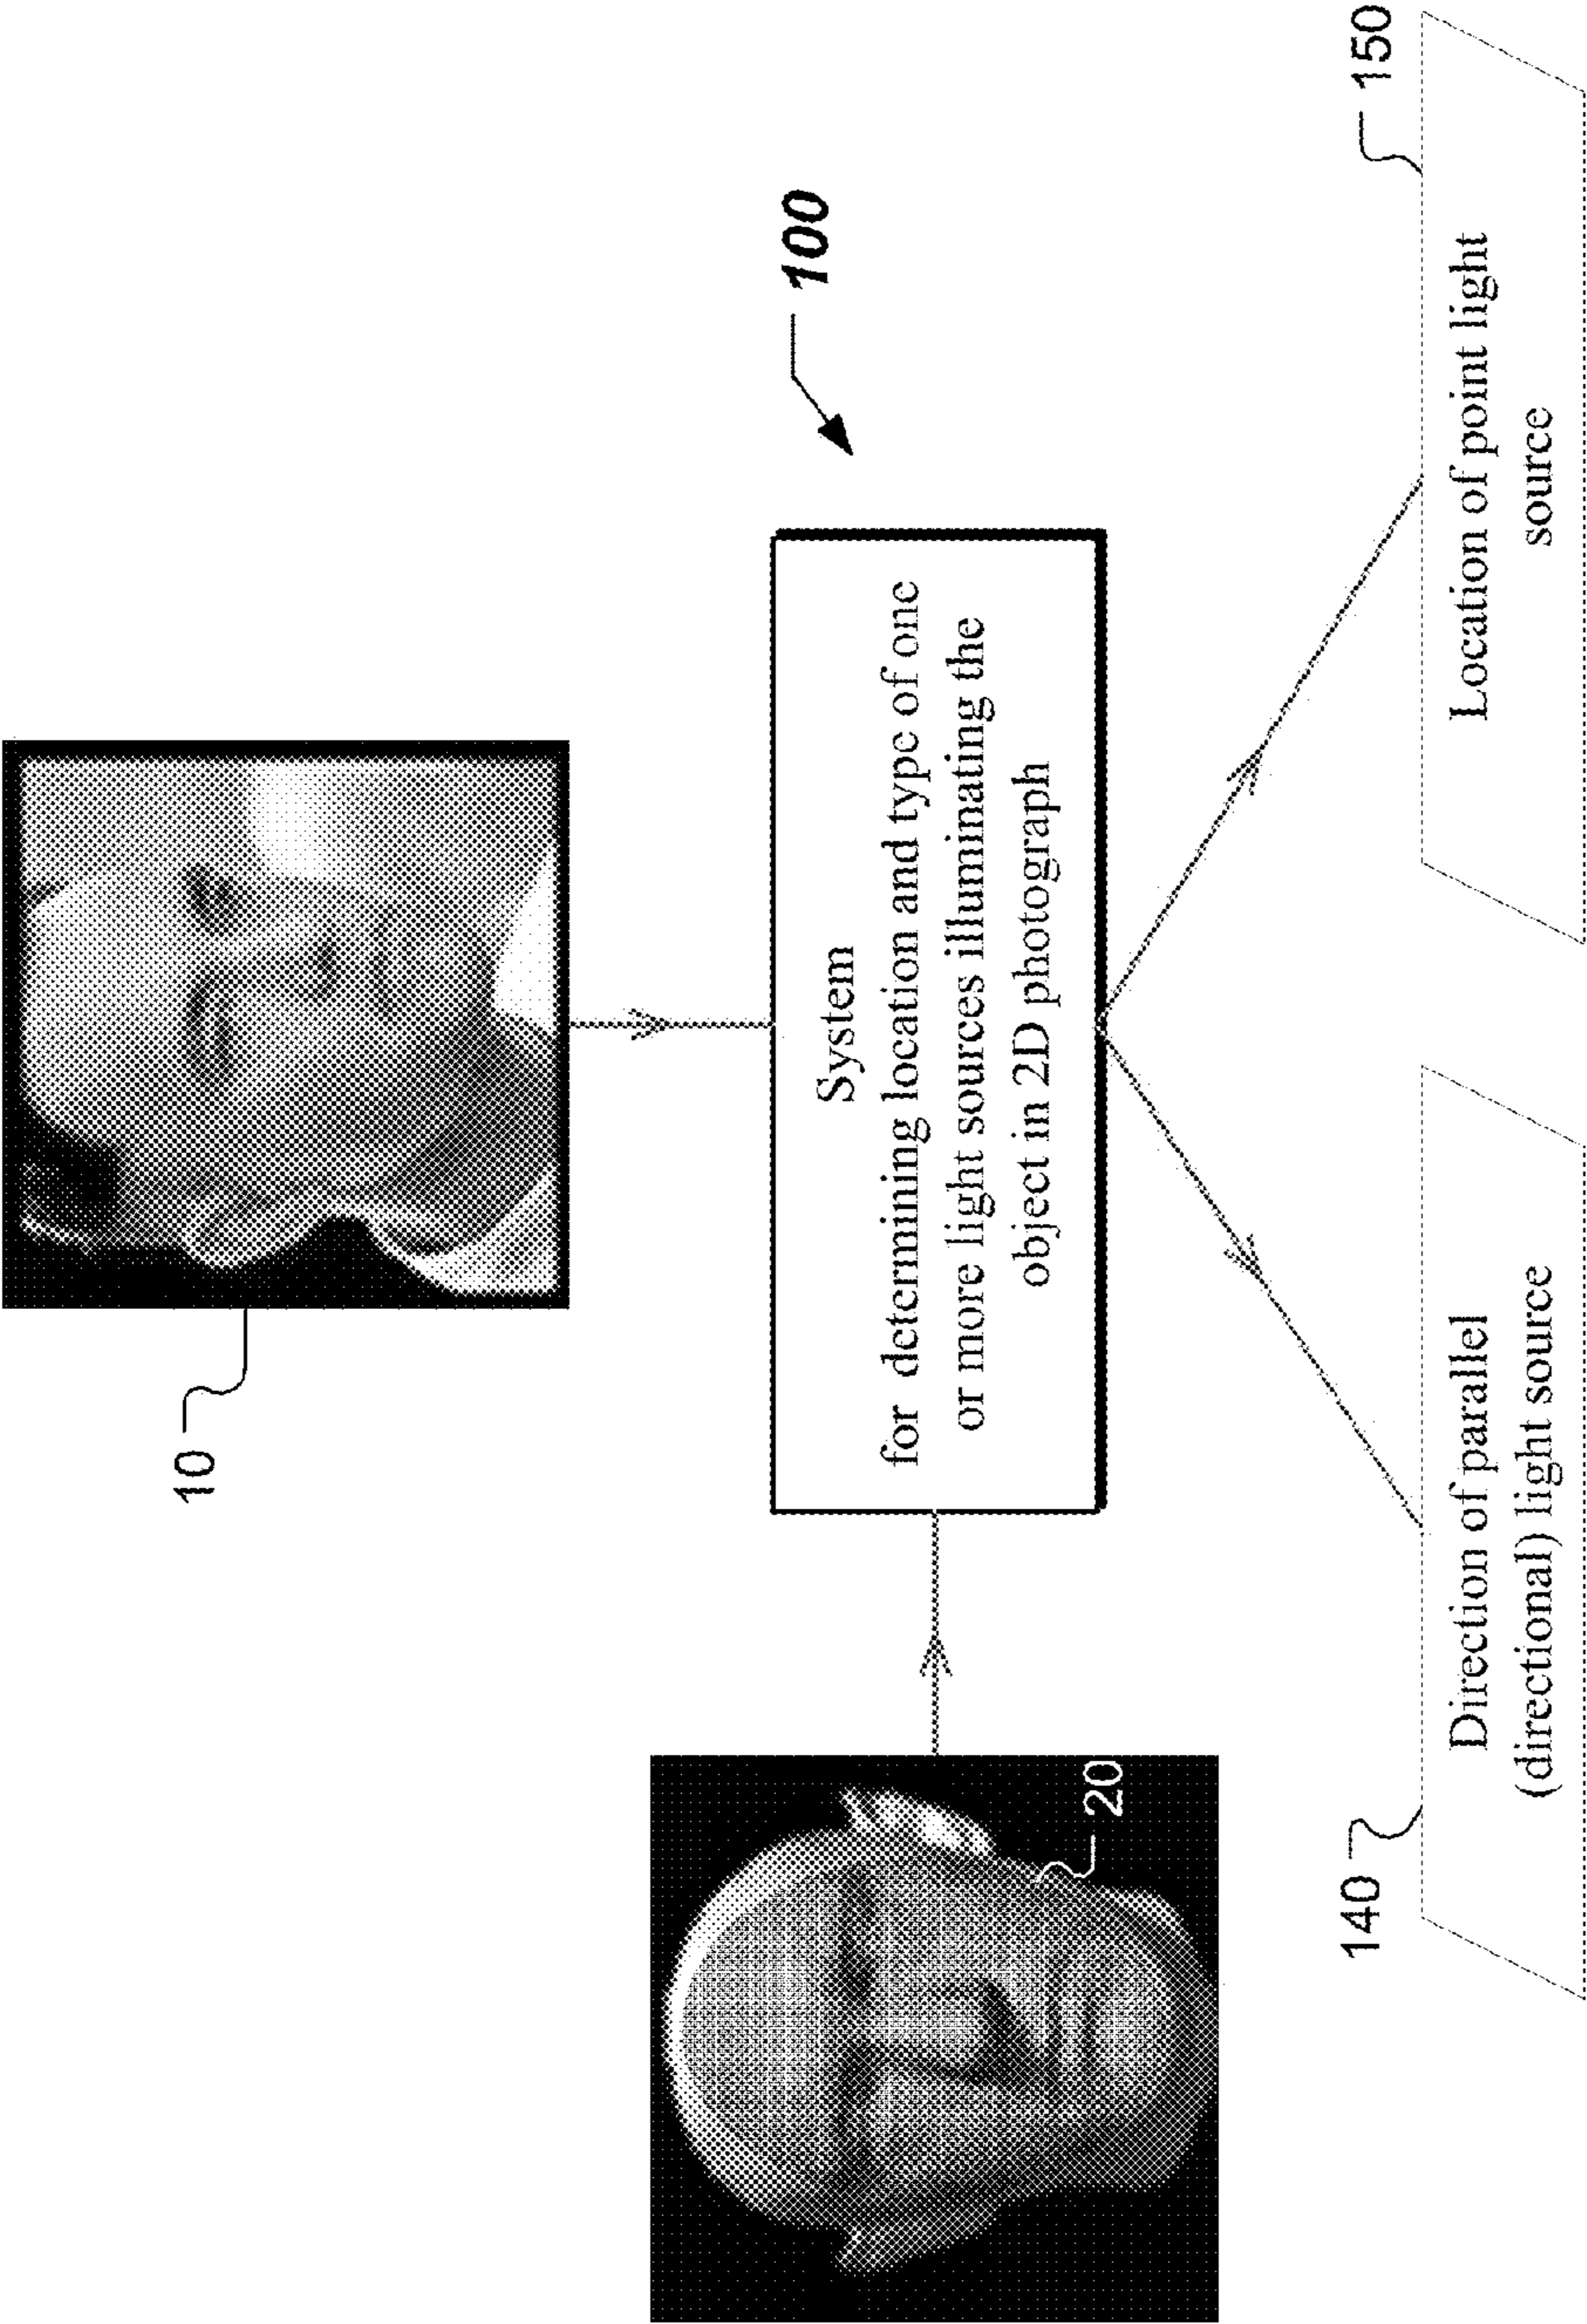 10
20
100
System
for determining location and type of one
or more light sources illuminating the
object in 2D photograph
140
Direction of parallel
(directional) light source
150
Location of point light
source